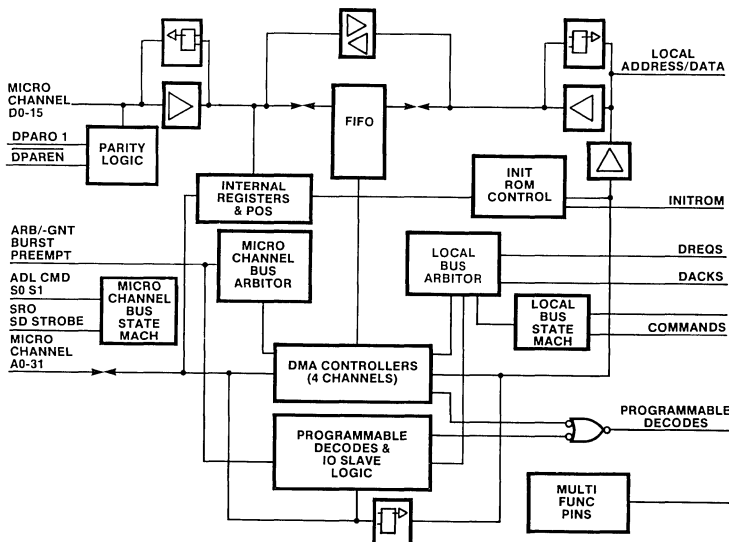 LOCAL
ADDRESS/DATA
MICRO
CHANNEL
D0-15
FIFO
DPARO 1
DPAREN
PARITY
LOGIC
INTERNAL
REGISTERS
& POS
INIT
ROM
CONTROL
INITROM
ARB/-GNT
BURST
PREEMPT
MICRO
CHANNEL
BUS
ARBITOR
LOCAL
BUS
ARBITOR
DREQS
DACKS
ADL CMD
S0 S1
SRO
SD STROBE
MICRO
CHANNEL
BUS
STATE
MACH
LOCAL
BUS STATE
MACH
COMMANDS
MICRO
CHANNEL
A0-31
DMA CONTROLLERS
(4 CHANNELS)
PROGRAMMABLE
DECODES
PROGRAMMABLE
DECODES &
IO SLAVE
LOGIC
MULTI
FUNC
PINS